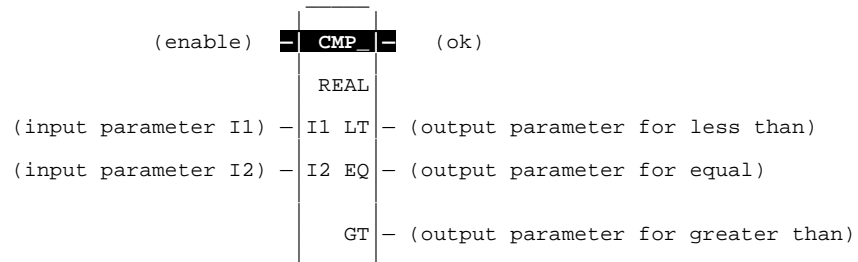 (enable) CMP_ (ok)
REAL
(input parameter I1) I1 LT (output parameter for less than)
(input parameter I2) I2 EQ (output parameter for equal)
GT (output parameter for greater than)